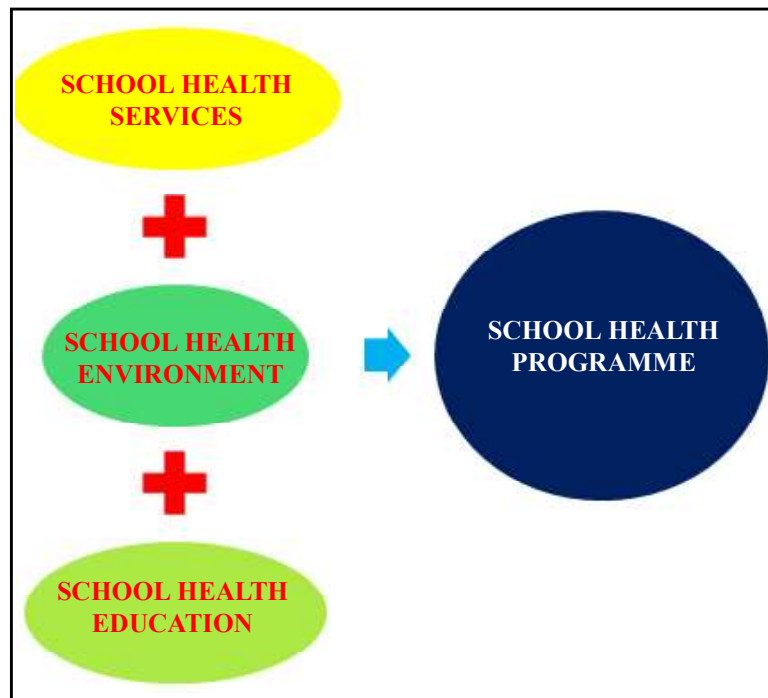 SCHOOL HEALTH
SERVICES
SCHOOL HEALTH
ENVIRONMENT
SCHOOL HEALTH
PROGRAMME
SCHOOL HEALTH
EDUCATION